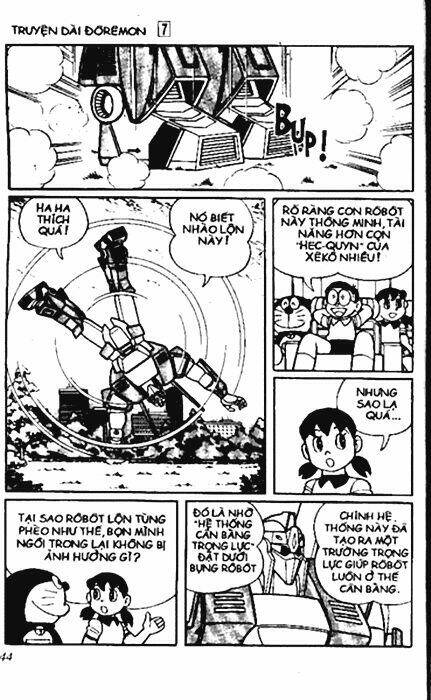 TRUYỆN DÀI ĐÔRÊMON 7
BỤP!
HA HA
THÍCH
QUÁ!
NÓ BIẾT
NHÀO LỘN
NÀY!
RÕ RÀNG CON RÔBỐT
NÀY THÔNG MINH, TÀI
NĂNG HƠN CON
"HEC-QUYN" CỦA
XÊKÔ NHIỀU!
NHƯNG
SAO LẠ
QUÁ...
TẠI SAO RÔBỐT LỘN TÙNG
PHÈO NHƯ THẾ, BỌN MÌNH
NGỒI TRONG LẠI KHÔNG BỊ
ẢNH HƯỞNG GÌ?
ĐÓ LÀ NHỜ
"HỆ THỐNG
CÂN BẰNG
TRỌNG LỰC"
ĐẶT DƯỚI
BỤNG RÔBỐT
CHÍNH HỆ
THỐNG NÀY ĐÃ
TẠO RA MỘT
TRƯỜNG TRỌNG
LỰC GIÚP RÔBỐT
LUÔN Ở THẾ
CÂN BẰNG.
44